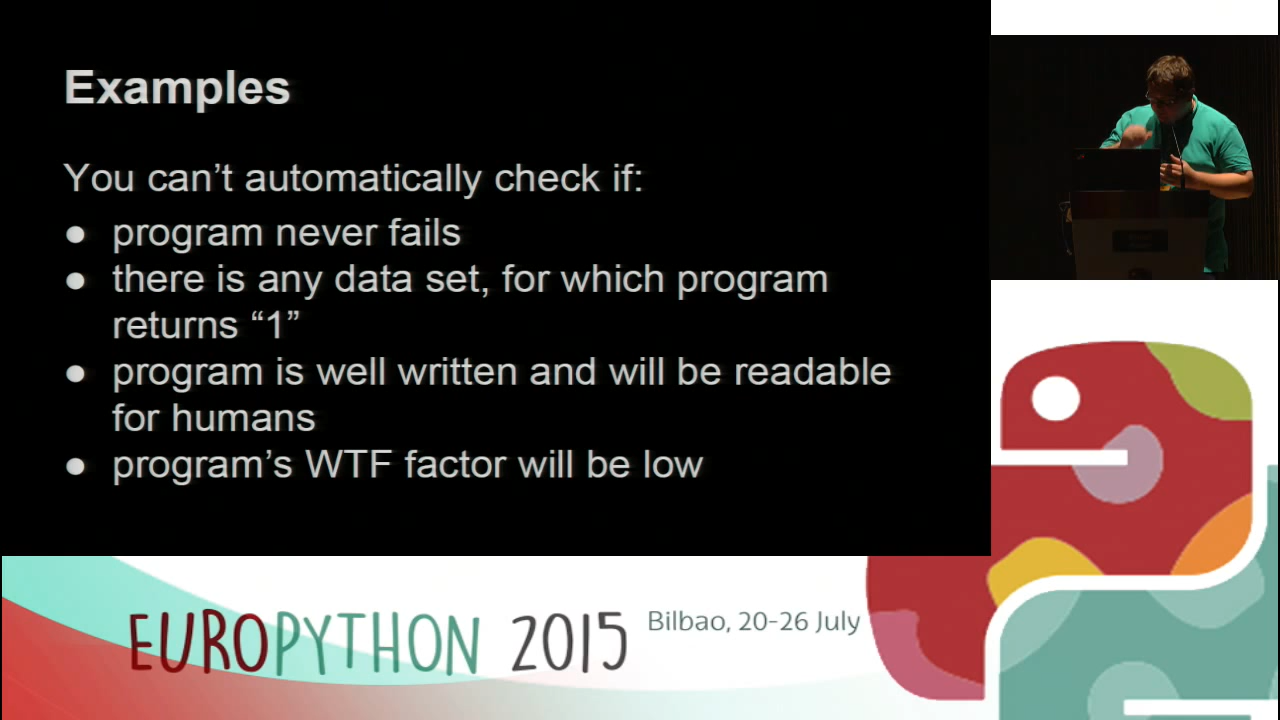 Examples
You can’t automatically check if:
● program never fails
● there is any data set, for which program
returns “1”
● program is well written and will be readable
for humans
● program’s WTF factor will be low
EUROPYTHON 2015
Bilbao, 20-26 July